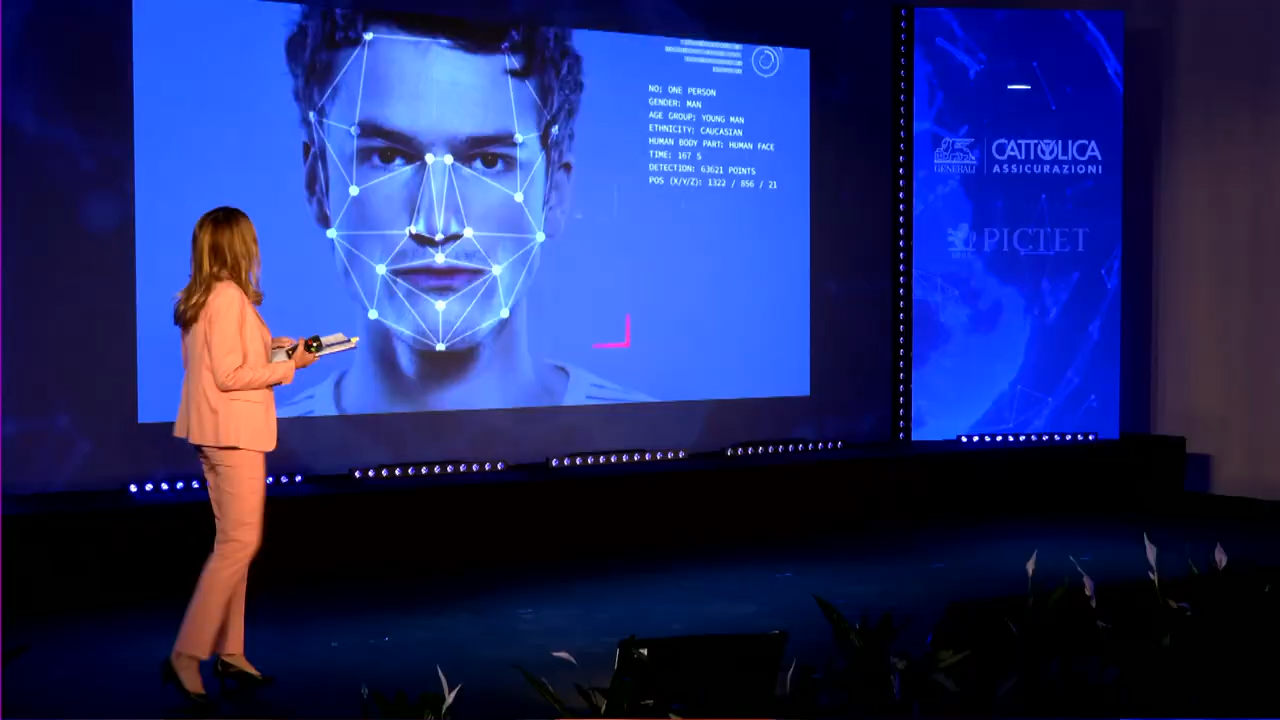 NO: ONE PERSON
GENDER: MAN
AGE GROUP: YOUNG MAN
ETHNICITY: CAUCASIAN
HUMAN BODY PART: HUMAN FACE
TIME: 167 S
DETECTION: 63621 POINTS
POS (X/Y/Z): 1322 / 856 / 21
GENERALI
CATTOLICA
ASSICURAZIONI
PICTET